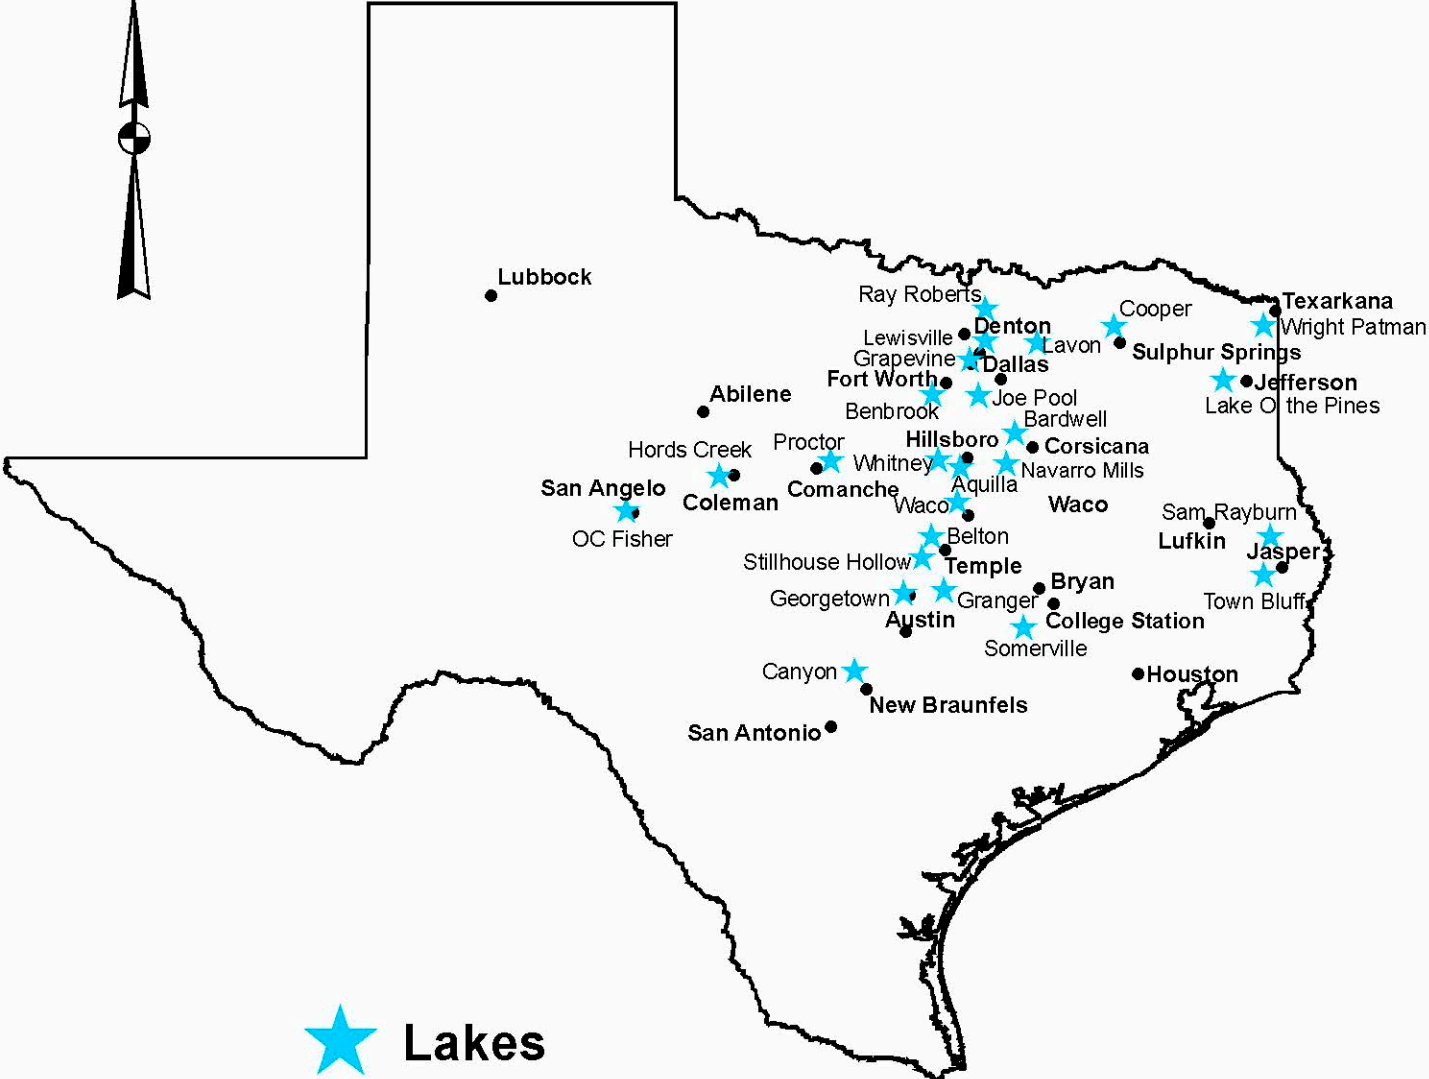 Lubbock
Ray Roberts
Cooper
Texarkana
Denton
Wright Patman
Lewisville
Lavon
Sulphur Springs
Grapevine
Dallas
Fort Worth
Jefferson
Abilene
Benbrook
Joe Pool
Lake O the Pines
Bardwell
Hords Creek
Proctor
Hillsboro
Corsicana
Whitney
Navarro Mills
San Angelo
Coleman
Comanche
Aquilla
Waco
Waco
Sam Rayburn
OC Fisher
Belton
Lufkin
Jasper
Stillhouse Hollow
Temple
Bryan
Georgetown
Granger
Town Bluff
Austin
College Station
Somerville
Canyon
Houston
New Braunfels
San Antonio
Lakes